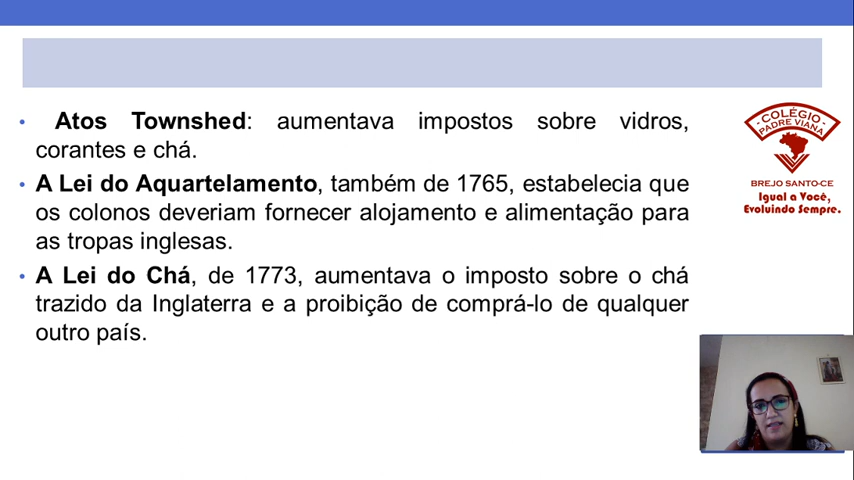 • Atos Townshed: aumentava impostos sobre vidros,
corantes e chá.
• A Lei do Aquartelamento, também de 1765, estabelecia que
os colonos deveriam fornecer alojamento e alimentação para
as tropas inglesas.
• A Lei do Chá, de 1773, aumentava o imposto sobre o chá
trazido da Inglaterra e a proibição de comprá-lo de qualquer
outro país.
COLÉGIO
PADRE VIANA
BREJO SANTO-CE
Igual a Você,
Evoluindo Sempre.